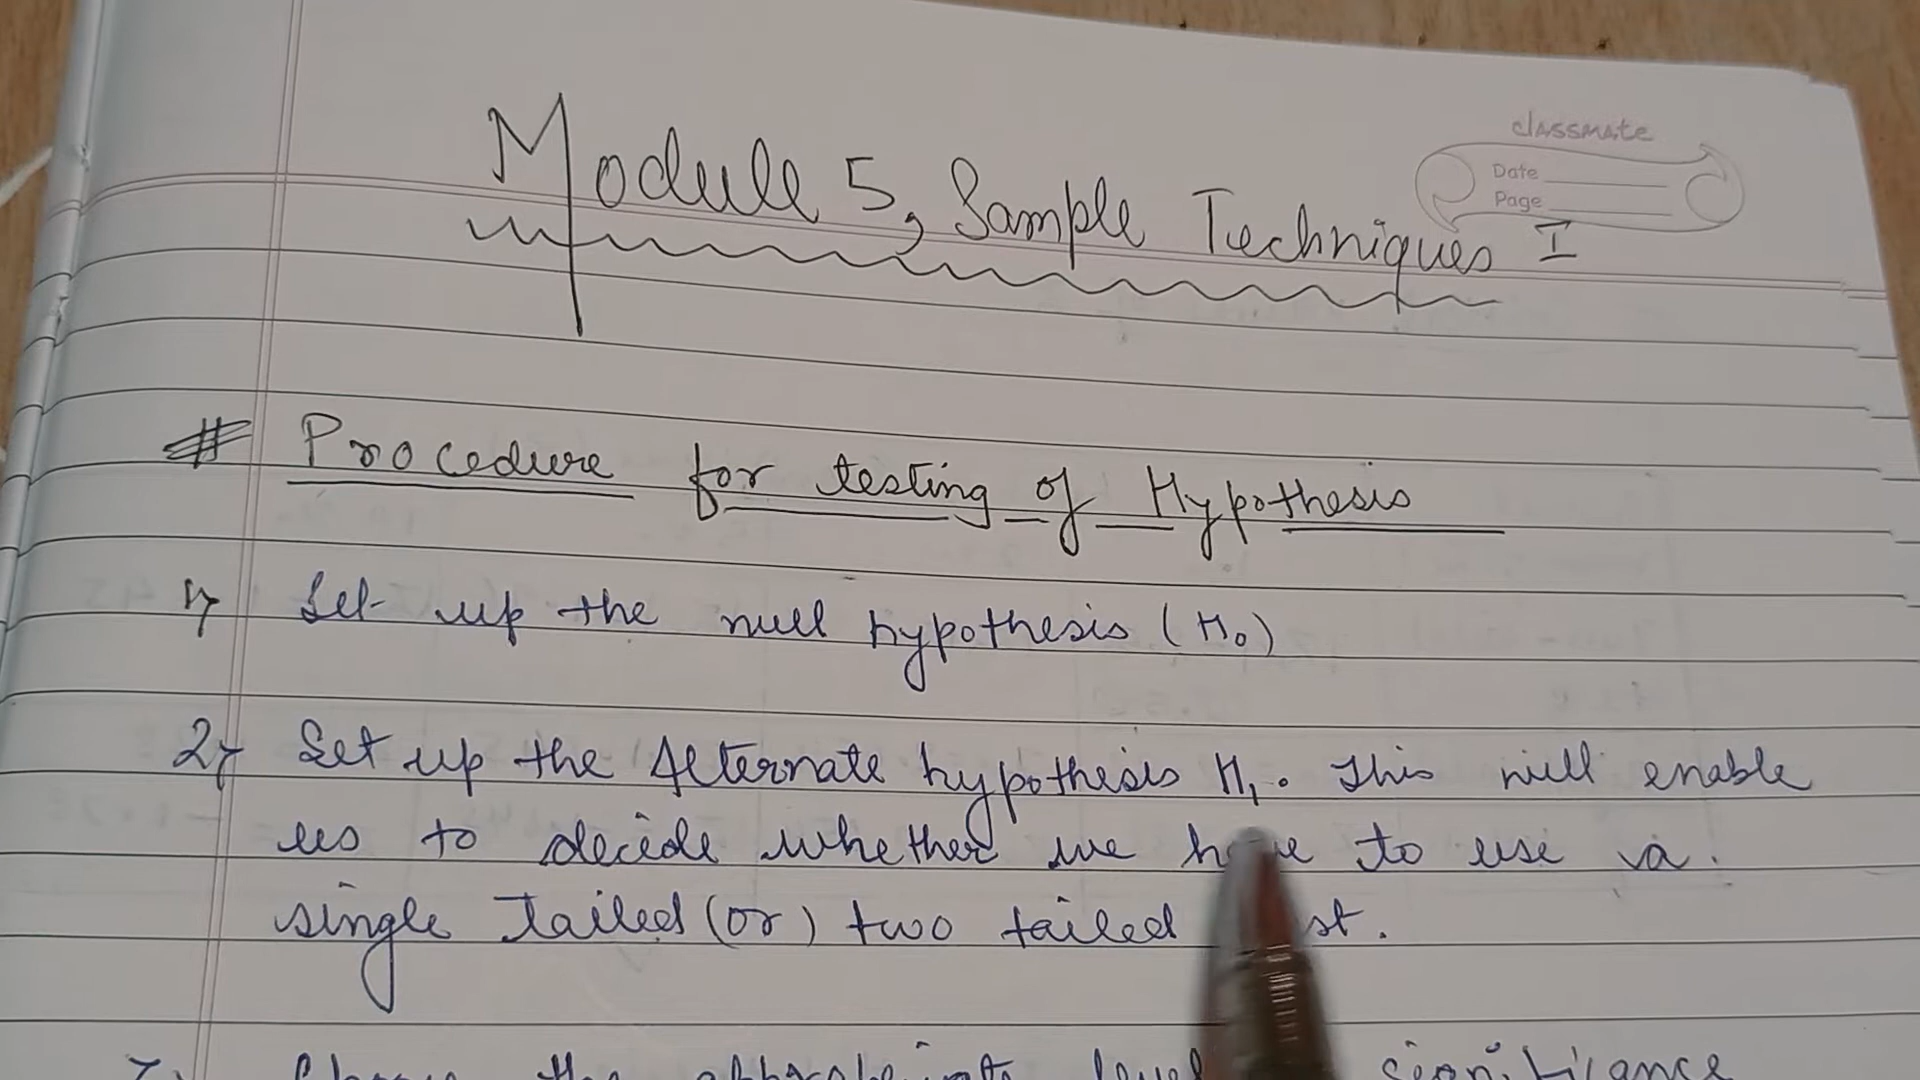 classmate
Date
Page
Module 5, Sample Techniques I
# Procedure for testing of Hypothesis
1) Set up the null hypothesis (H₀)
2) Set up the Alternate hypothesis H₁. This will enable
us to decide whether we have to use a.
single Tailed (or) two tailed st.